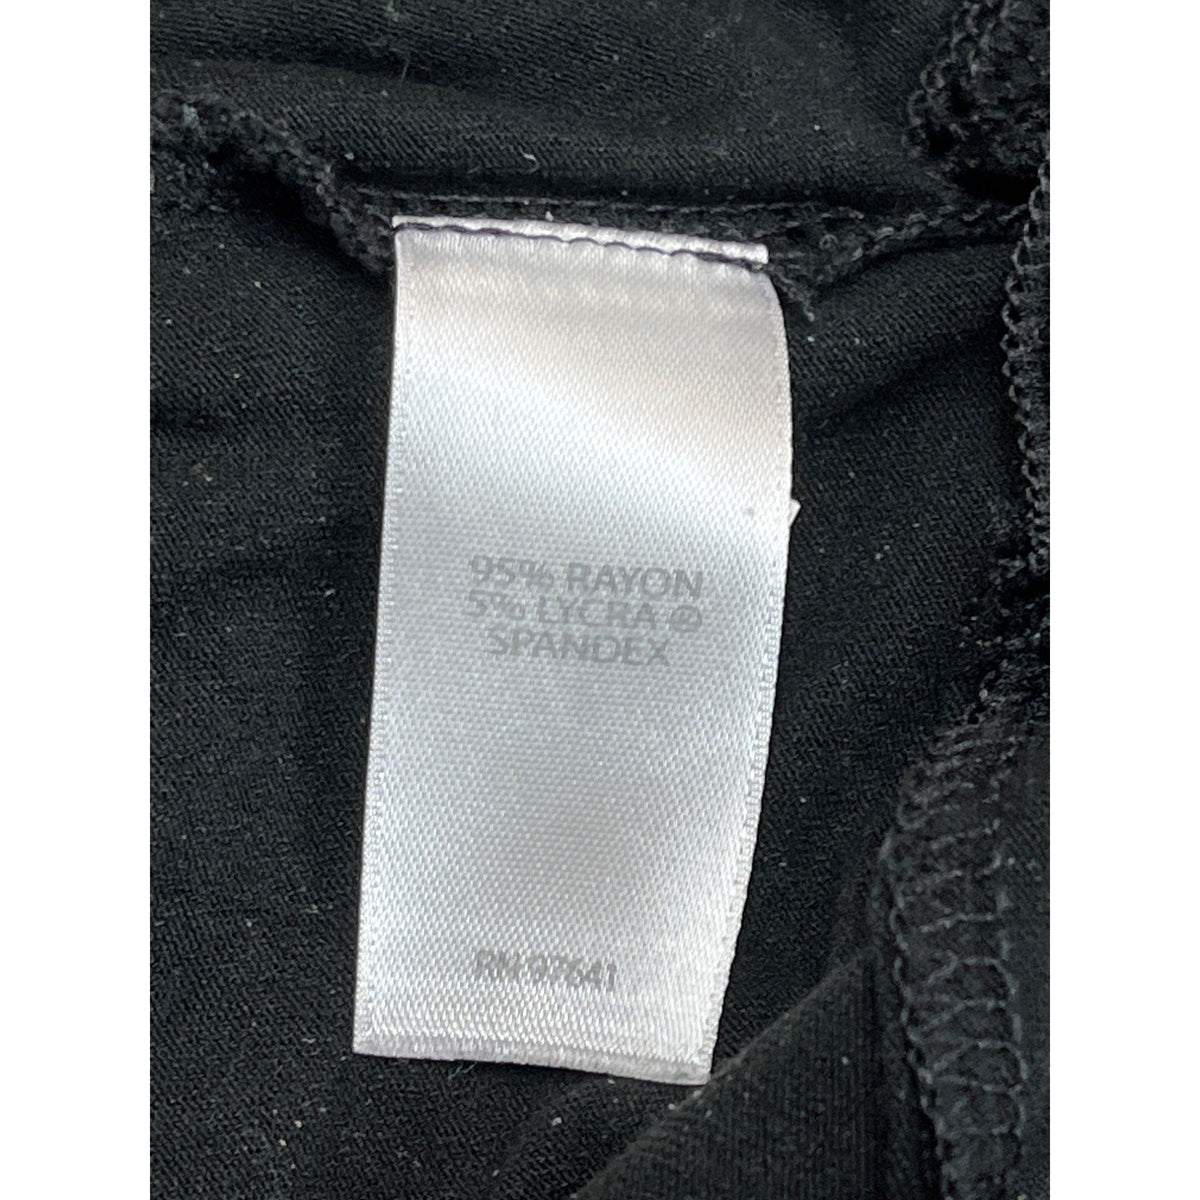 95% RAYON
5% LYCRA ®
SPANDEX
RN 97641